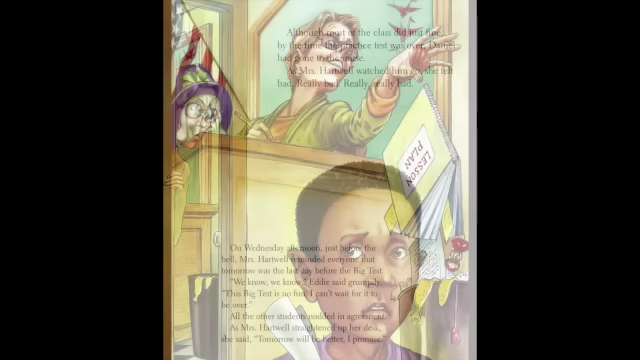 Although most of the class did just fine,
by the time the practice test was over, Daniel
had gone to the nurse.
As Mrs. Hartwell watched him go, she felt
bad. Really bad. Really, really bad.
LESSON
PLAN
On Wednesday afternoon, just before the
bell, Mrs. Hartwell reminded everyone that
tomorrow was the last day before the Big Test.
"We know, we know," Eddie said grumpily.
"This Big Test is no fun. I can't wait for it to
be over."
All the other students nodded in agreement.
As Mrs. Hartwell straightened up her desk,
she said, "Tomorrow will be better, I promise."